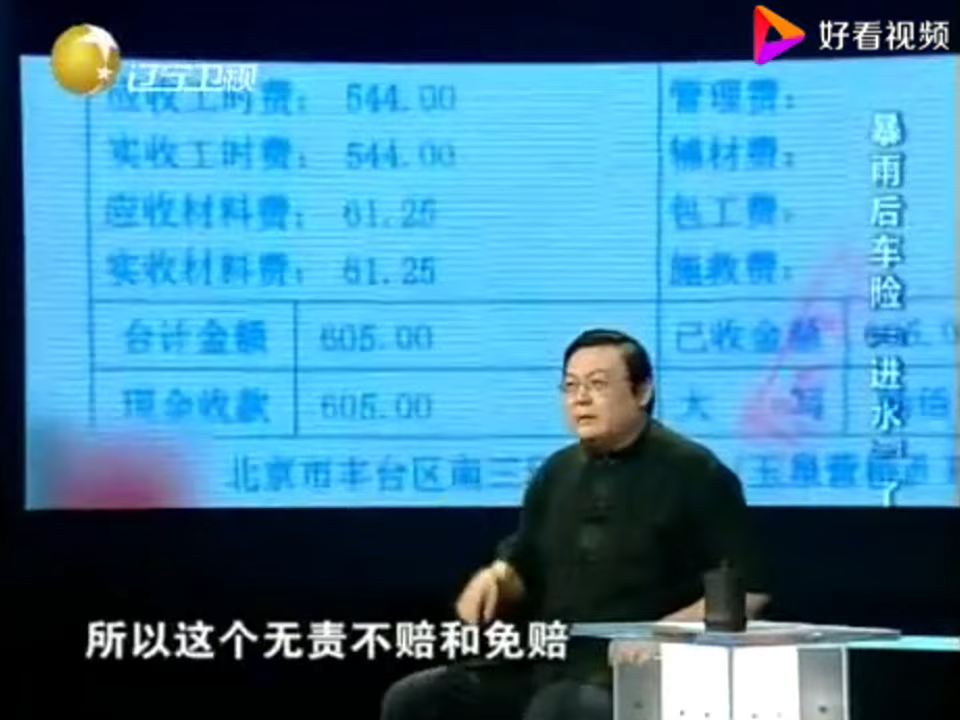 好看视频
辽宁卫视
应收工时费： 544.00 管理费：
实收工时费： 544.00 辅材费：
应收材料费： 61.25 包工费：
实收材料费： 61.25 施救费：
合计金额 605.00 已收金额
现金收款 605.00 大 写
北京市丰台区南三 玉泉营
暴雨后车险"进水"了
所以这个无责不赔和免赔